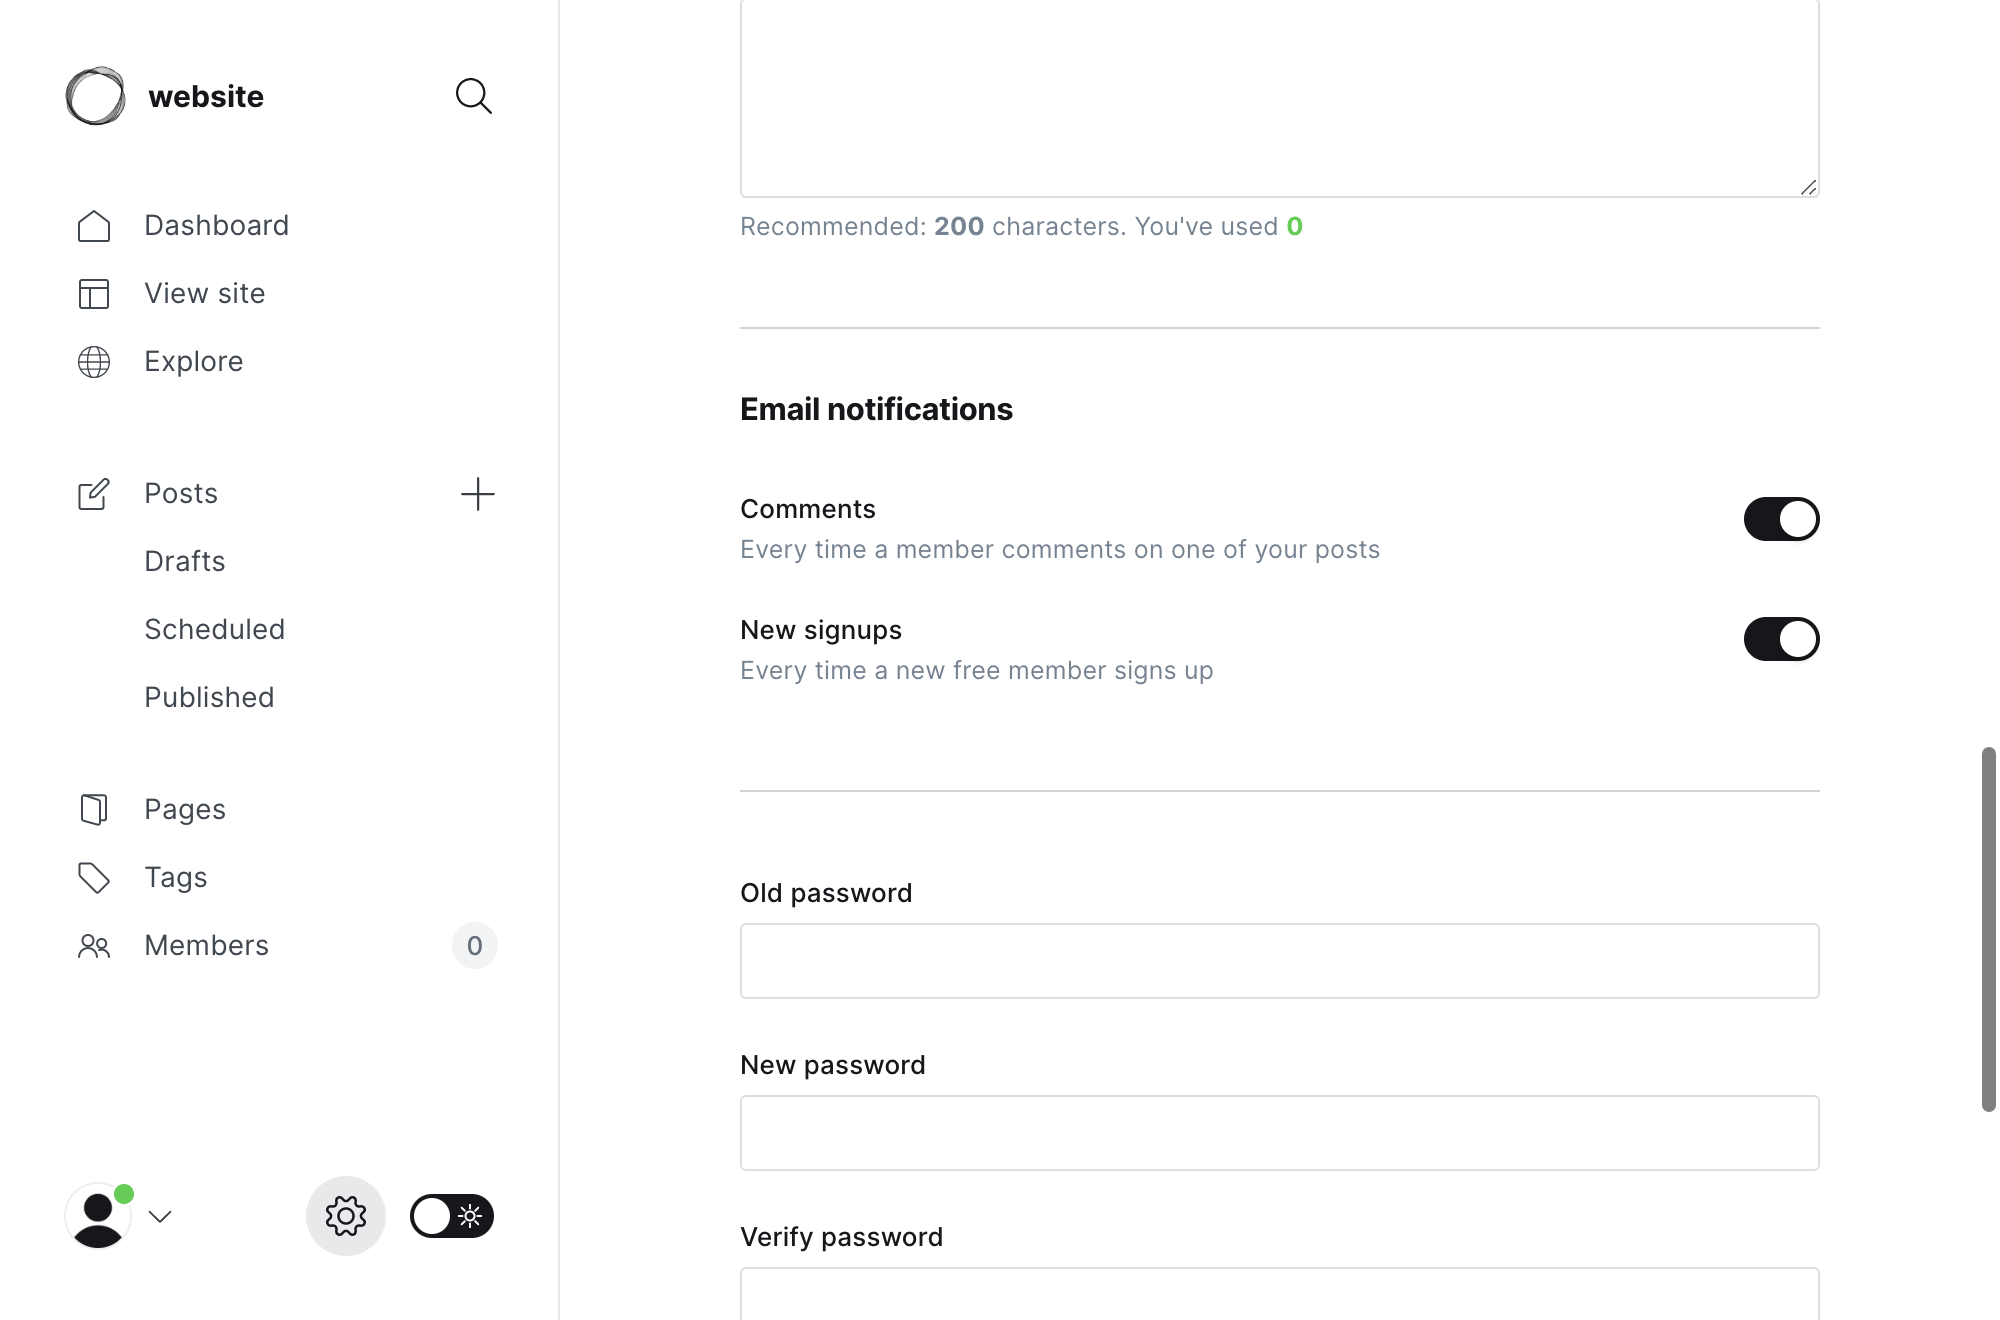 website
Dashboard
View site
Explore
Posts
Drafts
Scheduled
Published
Pages
Tags
Members 0
Recommended: 200 characters. You've used 0
Email notifications
Comments
Every time a member comments on one of your posts
New signups
Every time a new free member signs up
Old password
New password
Verify password